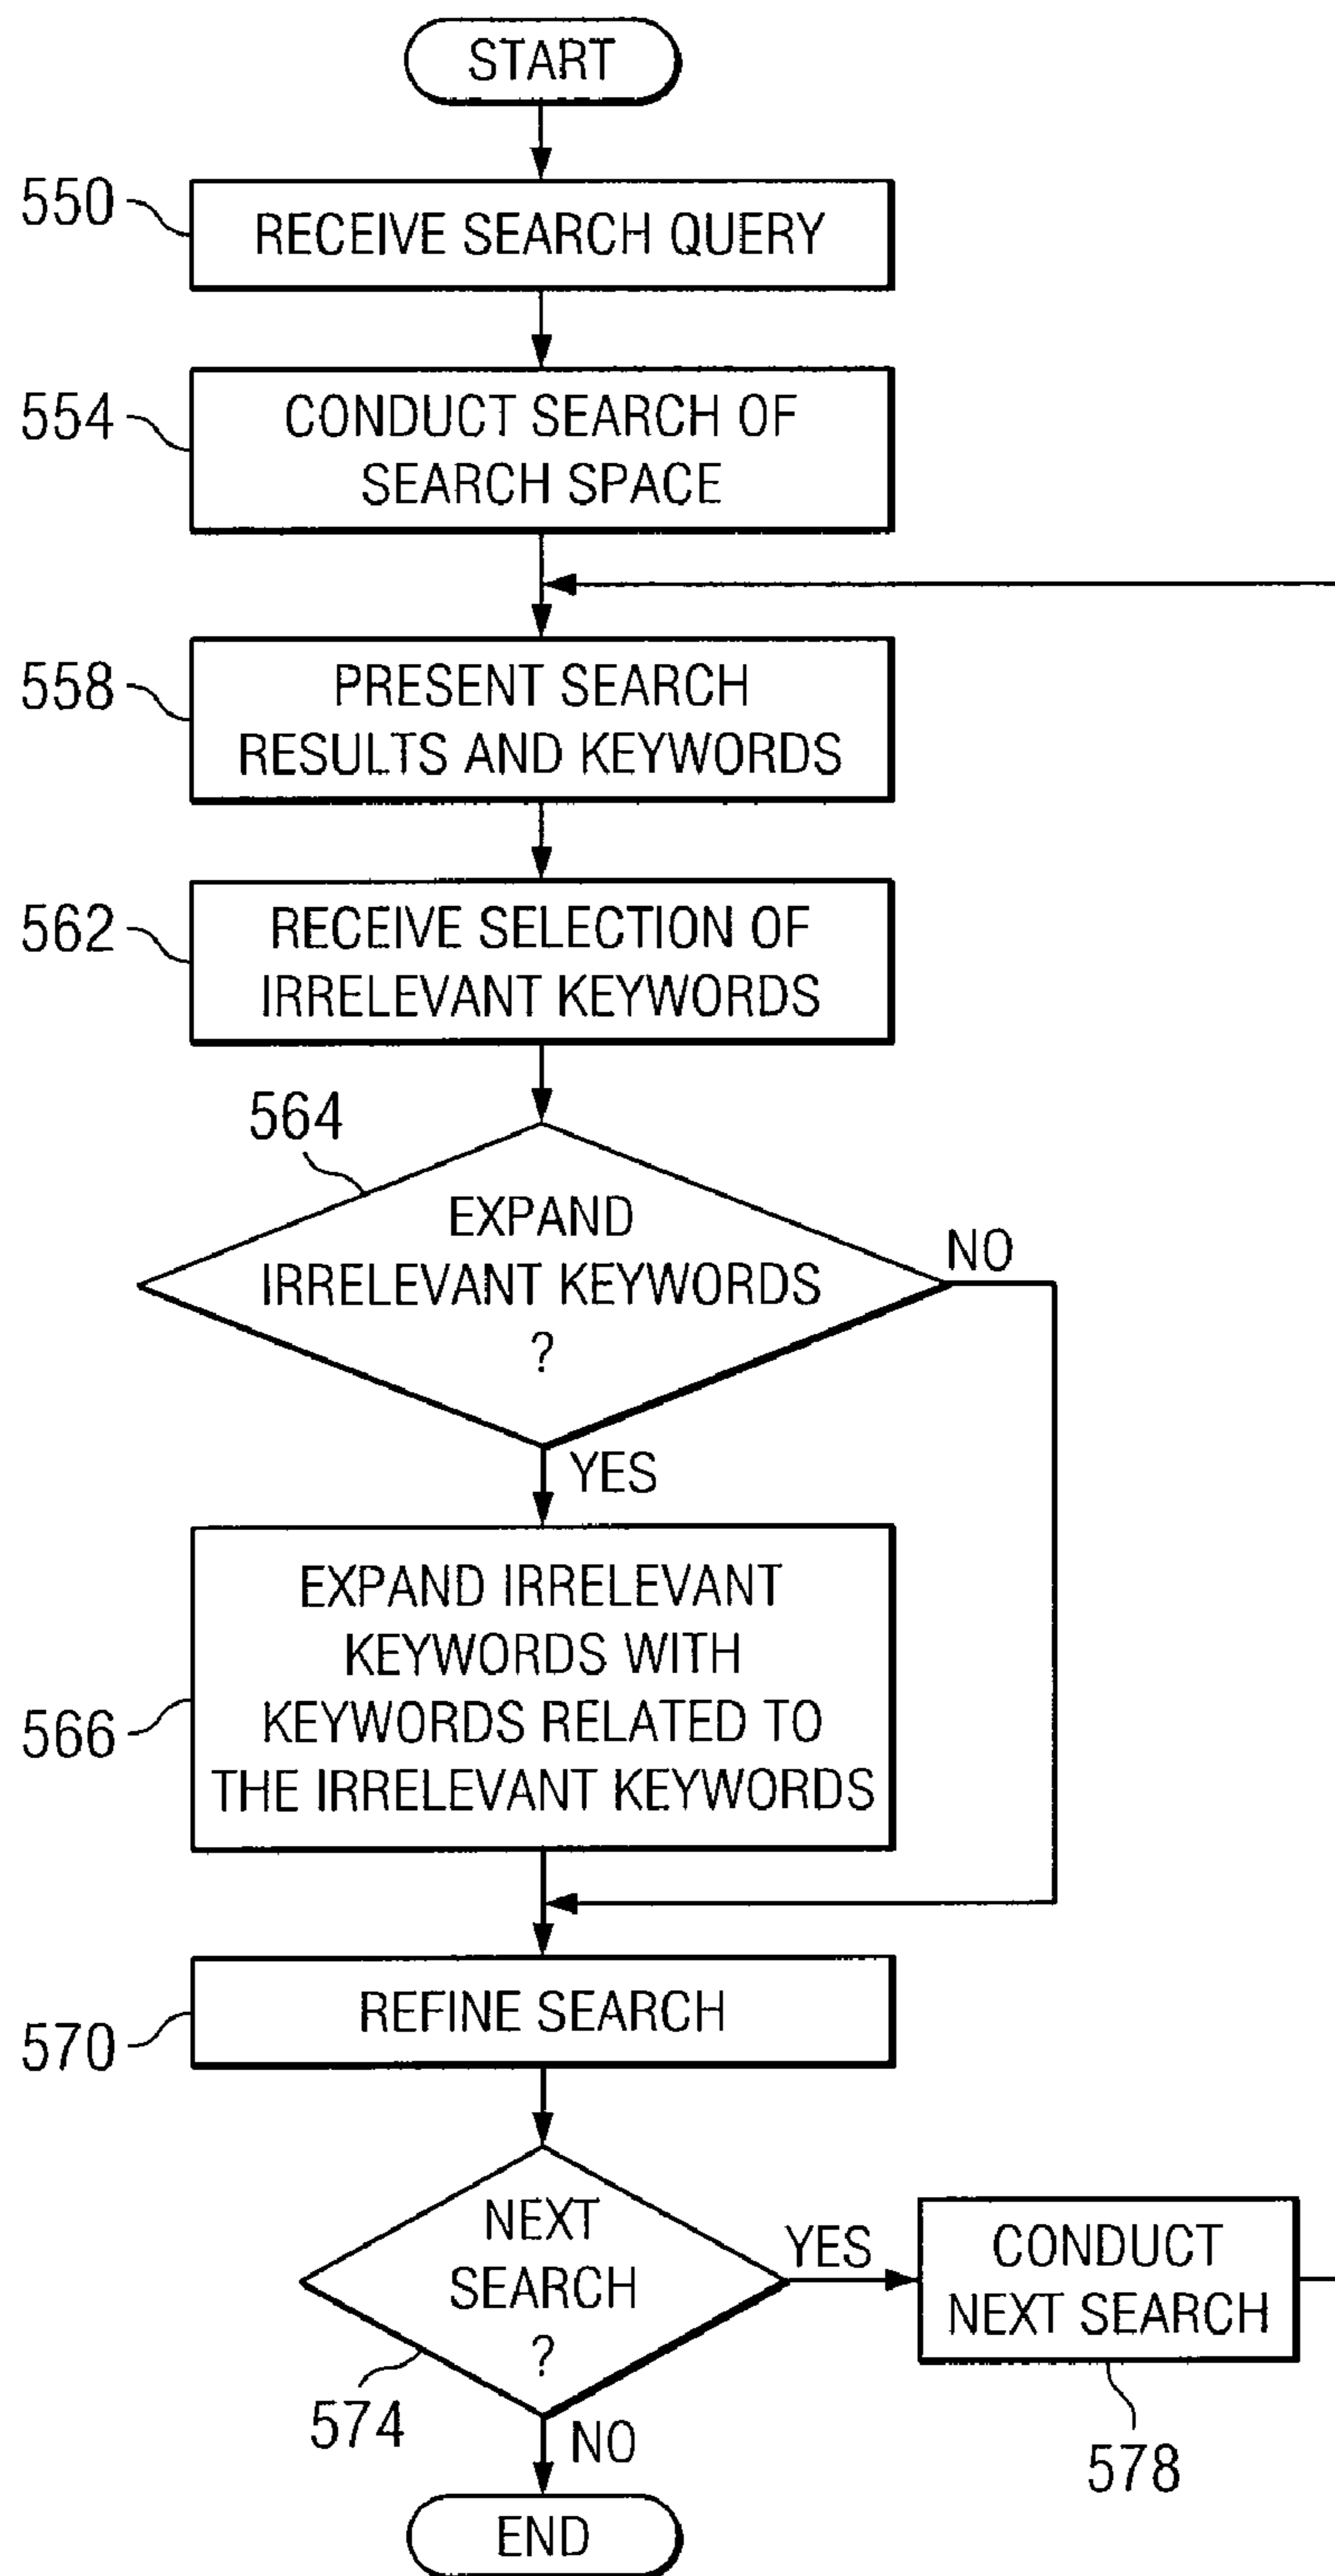 START
550
RECEIVE SEARCH QUERY
554
CONDUCT SEARCH OF
SEARCH SPACE
558
PRESENT SEARCH
RESULTS AND KEYWORDS
562
RECEIVE SELECTION OF
IRRELEVANT KEYWORDS
564
EXPAND
IRRELEVANT KEYWORDS
?
NO
YES
566
EXPAND IRRELEVANT
KEYWORDS WITH
KEYWORDS RELATED TO
THE IRRELEVANT KEYWORDS
570
REFINE SEARCH
NEXT
SEARCH
?
574
YES
CONDUCT
NEXT SEARCH
578
NO
END